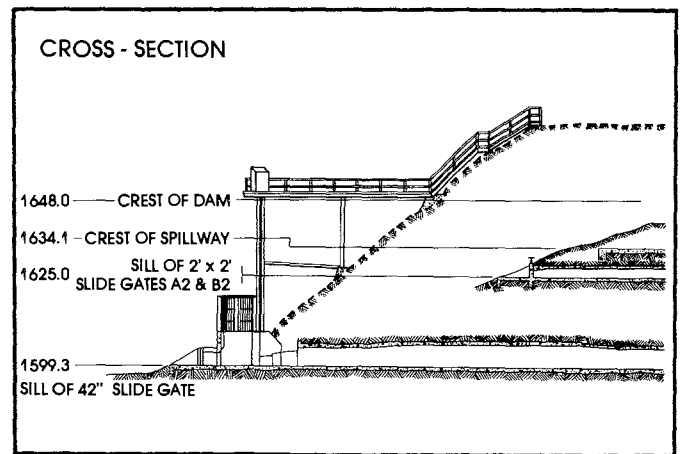 CROSS - SECTION
1648.0 — CREST OF DAM
1634.1 – CREST OF SPILLWAY
SILL OF 2' x 2'
1625.0
SLIDE GATES A2 & B2
1599.3
SILL OF 42" SLIDE GATE